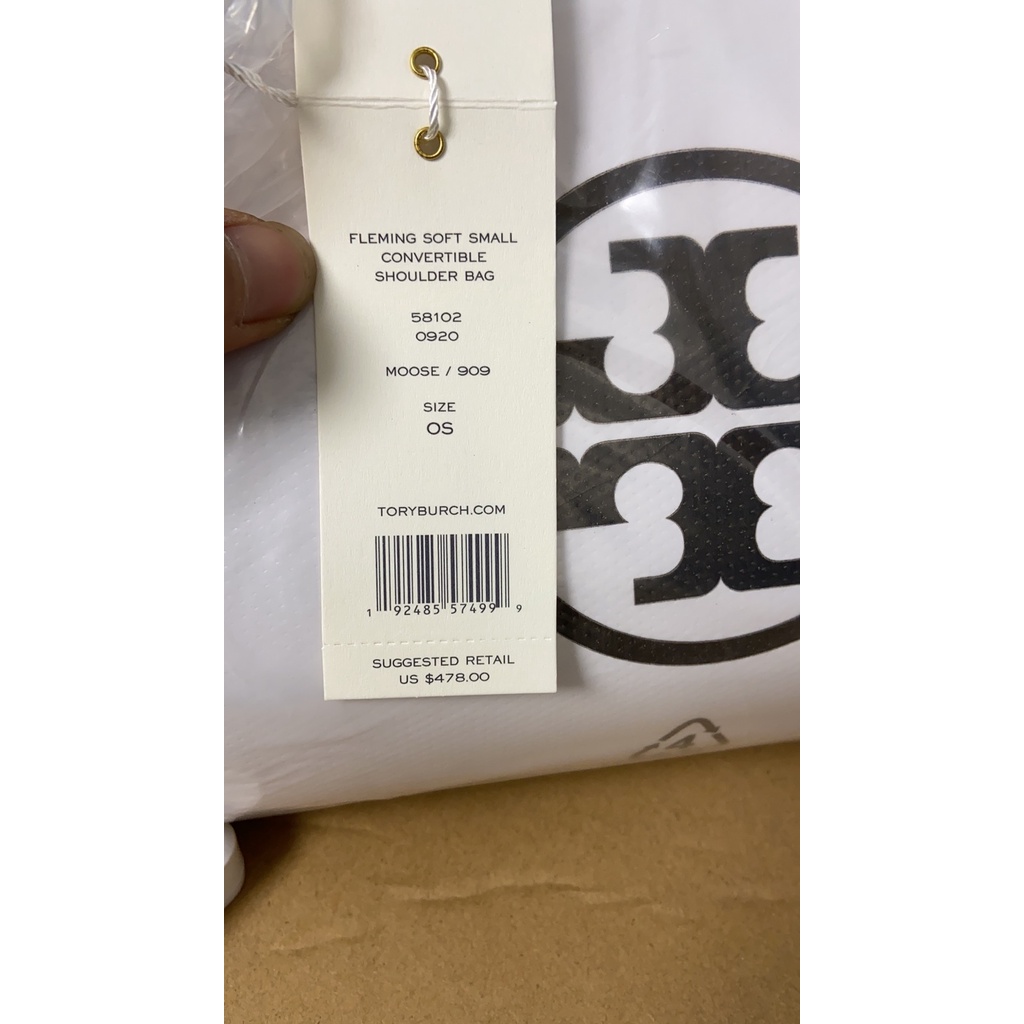 FLEMING SOFT SMALL
CONVERTIBLE
SHOULDER BAG
58102
0920
MOOSE / 909
SIZE
OS
TORYBURCH.COM
1 92485 57499 9
SUGGESTED RETAIL
US $478.00
4